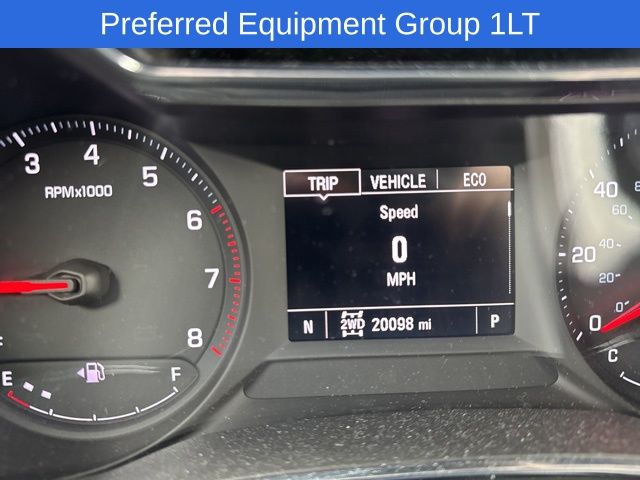 Preferred Equipment Group 1LT
TRIP VEHICLE ECO
Speed
0
MPH
N 2WD 20098 mi P
3 4 5 6 7 8
RPMx1000
E F
40
60
20
40
20
0
0
C